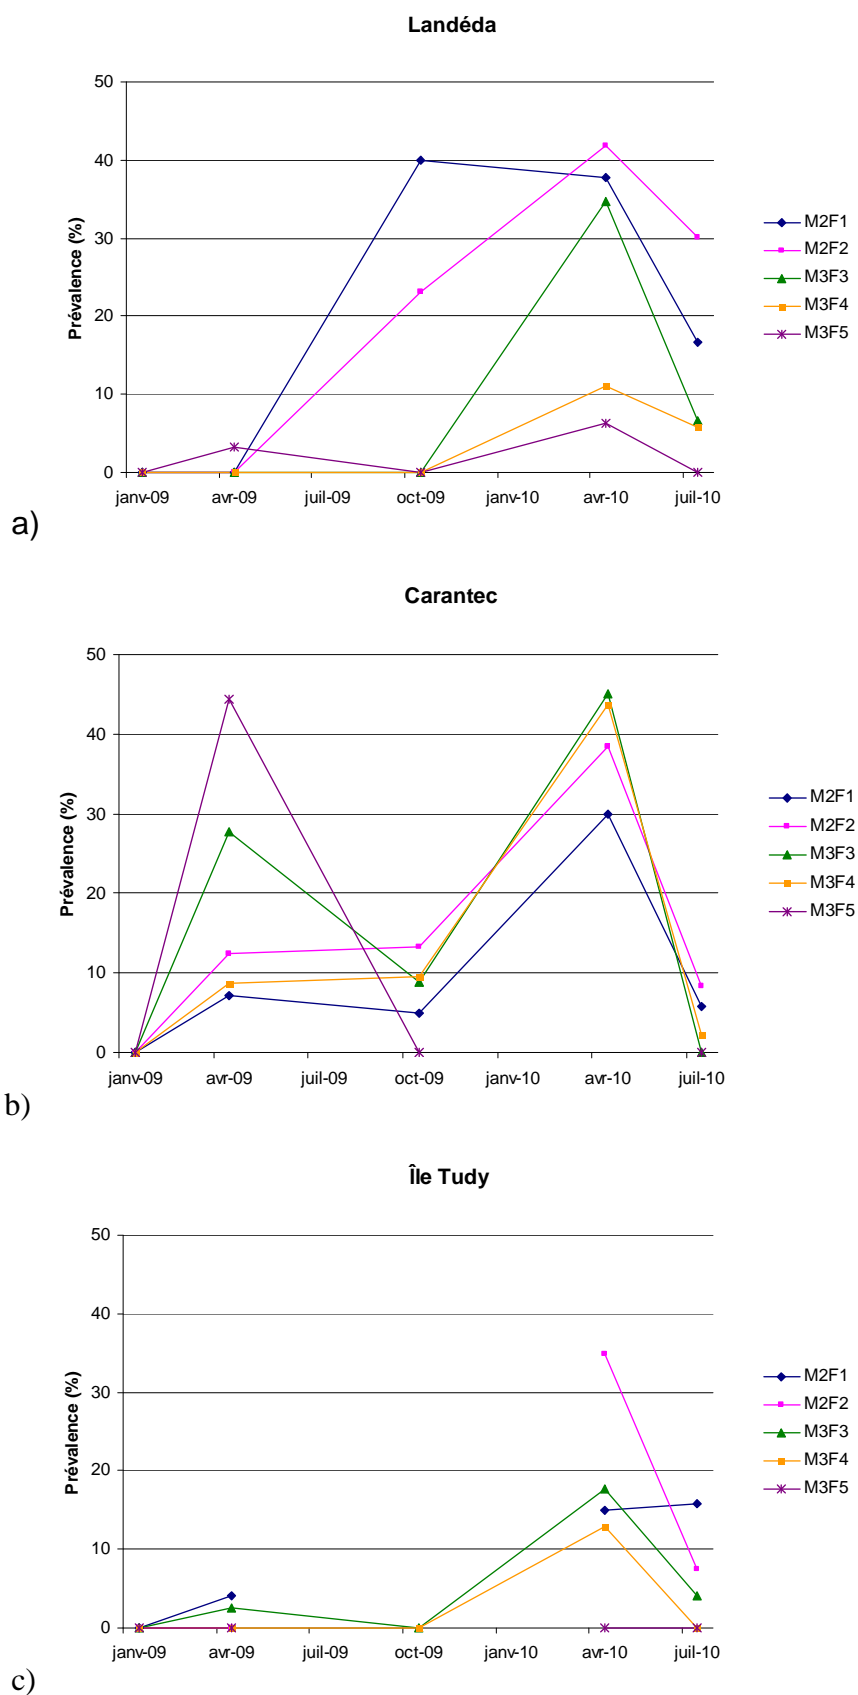 Landéda
Prévalence (%)
50
40
30
20
10
0
janv-09 avr-09 juil-09 oct-09 janv-10 avr-10 juil-10
M2F1
M2F2
M3F3
M3F4
M3F5
a)
Carantec
Prévalence (%)
50
40
30
20
10
0
janv-09 avr-09 juil-09 oct-09 janv-10 avr-10 juil-10
M2F1
M2F2
M3F3
M3F4
M3F5
b)
Île Tudy
Prévalence (%)
50
40
30
20
10
0
janv-09 avr-09 juil-09 oct-09 janv-10 avr-10 juil-10
M2F1
M2F2
M3F3
M3F4
M3F5
c)